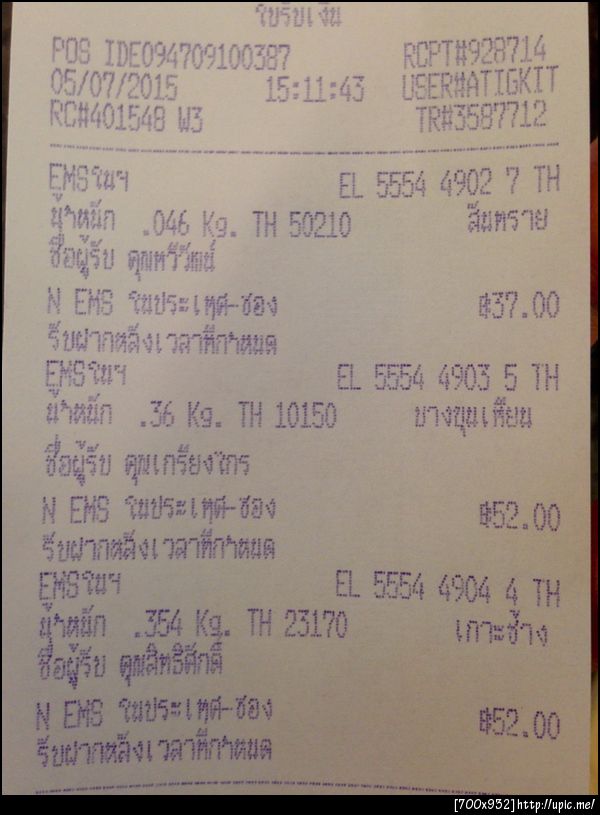 ใบรับเงิน
POS IDE094709100387 RCPT#928714
05/07/2015 15:11:43 USER#ATIGKIT
RC#401548 W3 TR#3587712
EMSในฯ EL 5554 4902 7 TH
น้ำหนัก .046 Kg. TH 50210 สันทราย
ชื่อผู้รับ คุณทวีวัฒน์
N EMS ในประเทศ-ซอง ฿37.00
รับฝากหลังเวลาที่กำหนด
EMSในฯ EL 5554 4903 5 TH
น้ำหนัก .36 Kg. TH 10150 บางขุนเทียน
ชื่อผู้รับ คุณเกรียงไกร
N EMS ในประเทศ-ซอง ฿52.00
รับฝากหลังเวลาที่กำหนด
EMSในฯ EL 5554 4904 4 TH
น้ำหนัก .354 Kg. TH 23170 เกาะช้าง
ชื่อผู้รับ คุณสิทธิศักดิ์
N EMS ในประเทศ-ซอง ฿52.00
รับฝากหลังเวลาที่กำหนด
[700x932]http://upic.me/